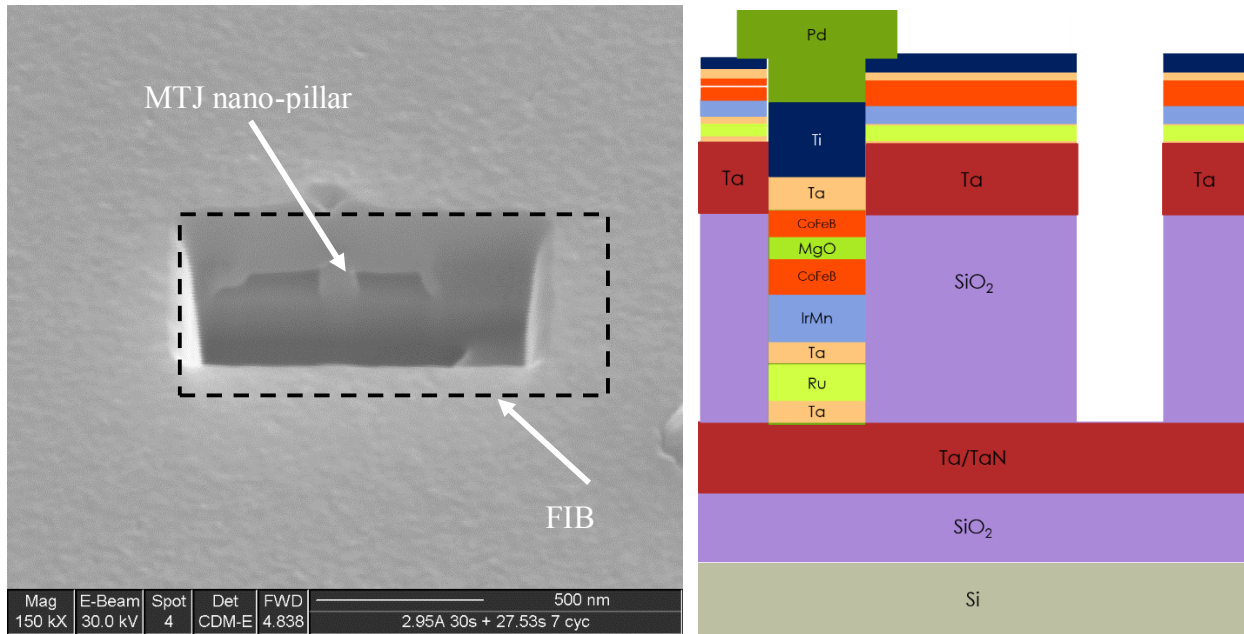 MTJ nano-pillar
FIB
Mag E-Beam Spot Det FWD 500 nm
150 kX 30.0 kV 4 CDM-E 4.838 2.95A 30s + 27.53s 7 cyc
Pd
Ti
Ta Ta Ta
Ta
CoFeB
MgO
CoFeB
SiO₂
IrMn
Ta
Ru
Ta
Ta/TaN
SiO₂
Si